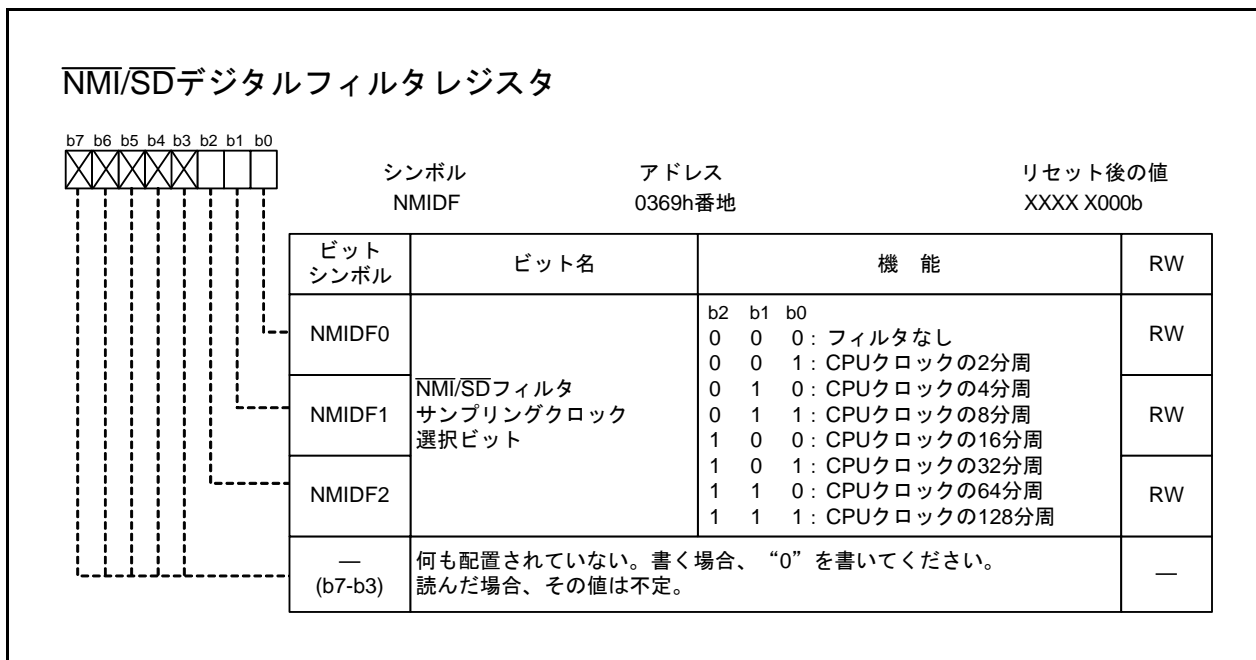 NMI/SDデジタルフィルタレジスタ
b7 b6 b5 b4 b3 b2 b1 b0
シンボル アドレス リセット後の値
NMIDF 0369h番地 XXXX X000b
ビット
シンボル
ビット名
機 能
RW
NMIDF0
NMIDF1
NMIDF2
NMI/SDフィルタ
サンプリングクロック
選択ビット
b2 b1 b0
0 0 0 : フィルタなし
0 0 1 : CPUクロックの2分周
0 1 0 : CPUクロックの4分周
0 1 1 : CPUクロックの8分周
1 0 0 : CPUクロックの16分周
1 0 1 : CPUクロックの32分周
1 1 0 : CPUクロックの64分周
1 1 1 : CPUクロックの128分周
RW
RW
RW
—
(b7-b3)
何も配置されていない。書く場合、“0”を書いてください。
読んだ場合、その値は不定。
—